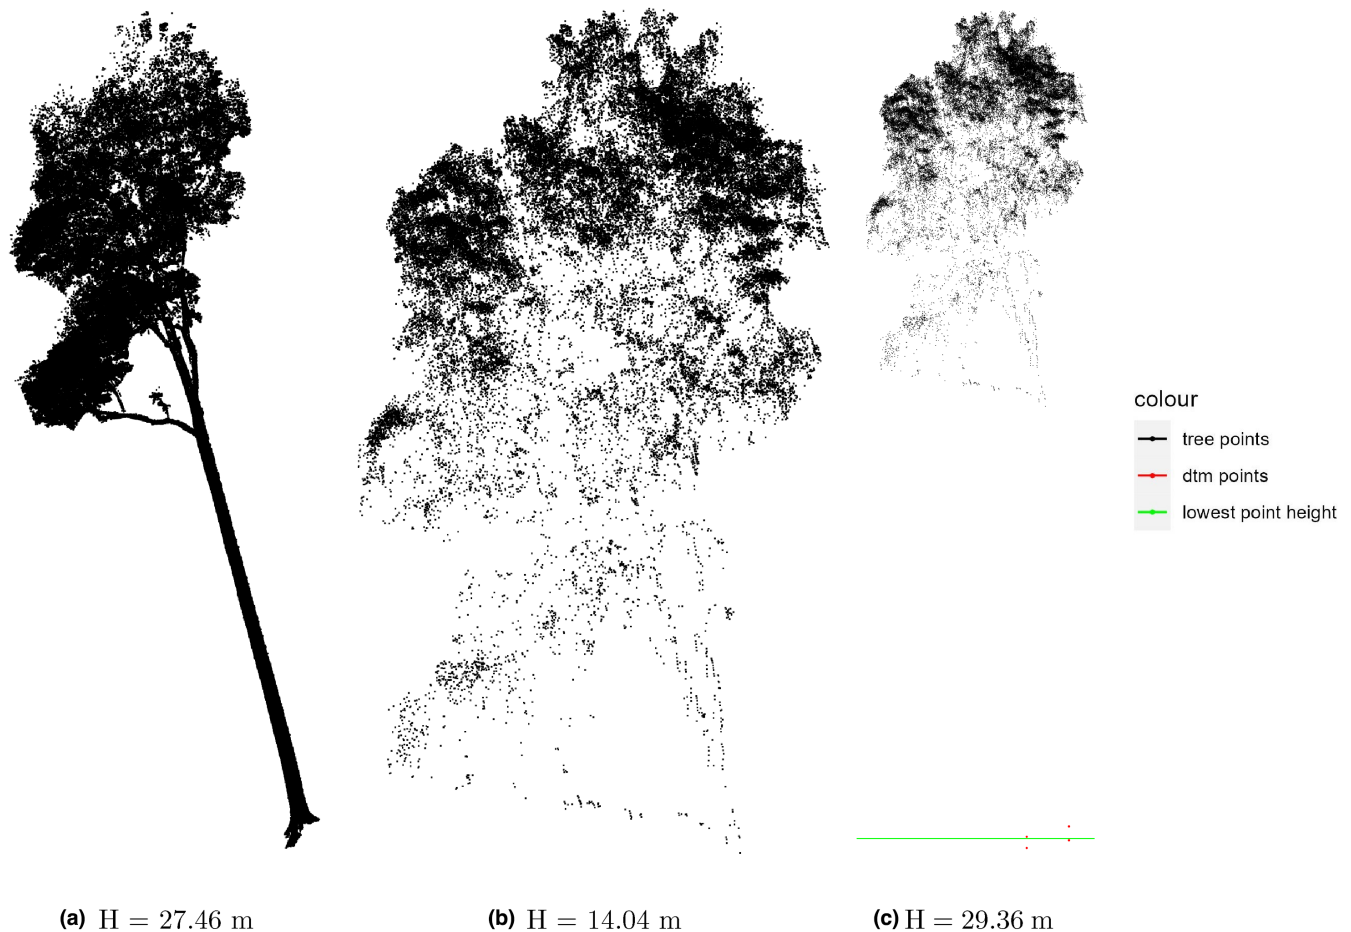 colour
tree points
dtm points
lowest point height
(a) H = 27.46 m
(b) H = 14.04 m
(c) H = 29.36 m